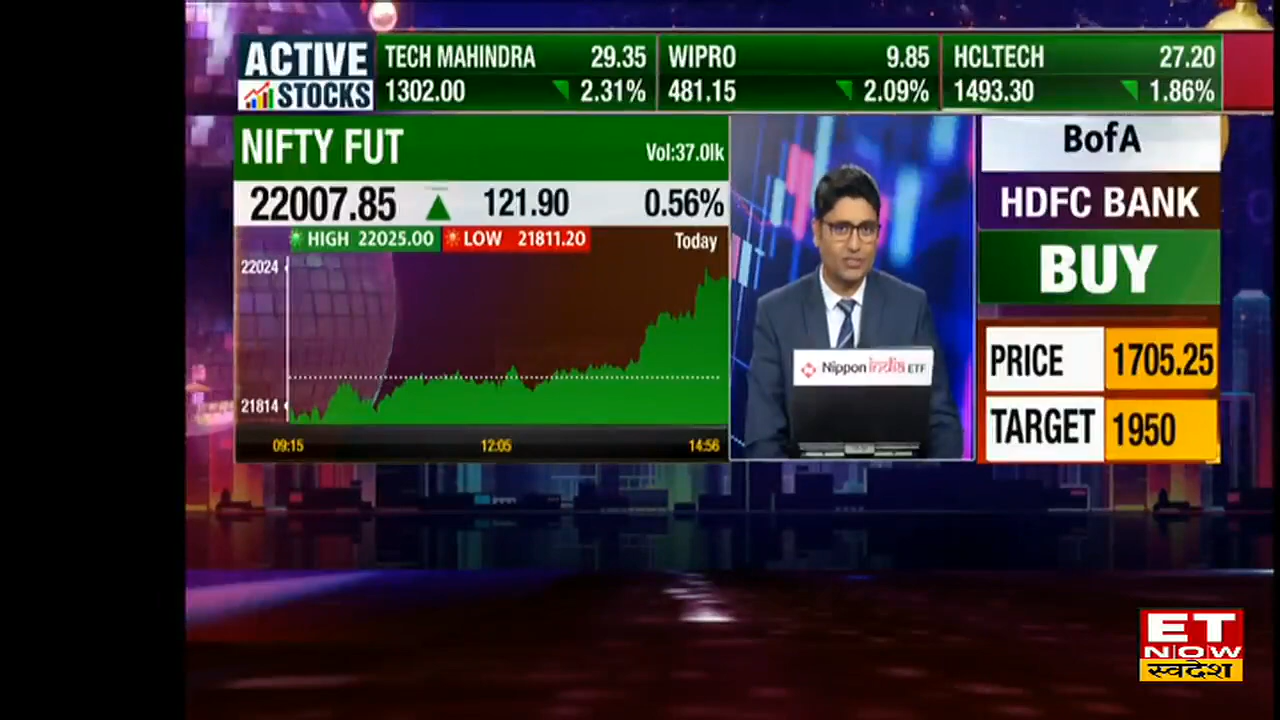 ACTIVE STOCKS
TECH MAHINDRA 29.35
1302.00 2.31%
WIPRO 9.85
481.15 2.09%
HCLTECH 27.20
1493.30 1.86%
NIFTY FUT Vol:37.0lk
22007.85 121.90 0.56%
HIGH 22025.00 LOW 21811.20 Today
22024
21814
09:15 12:05 14:56
Nippon india ETF
BofA
HDFC BANK
BUY
PRICE 1705.25
TARGET 1950
ET
NOW
स्वदेश